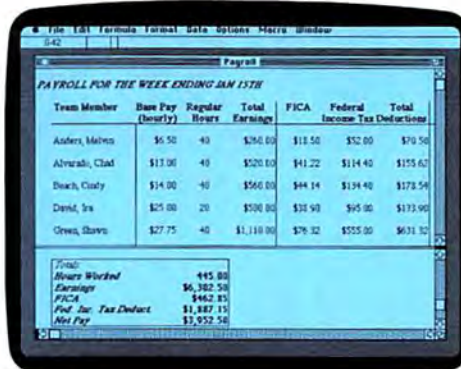 File Edit Formula Format Data Options Macro Window
G42
Payroll
PAYROLL FOR THE WEEK ENDING JAN 15TH
Team Member Base Pay (hourly) Regular Hours Total Earnings FICA Federal Income Tax Total Deductions
Anders, Melvin $6.50 40 $260.00 $18.50 $52.00 $70.50
Alvarado, Chad $13.00 40 $520.00 $41.22 $114.40 $155.62
Beach, Cindy $14.00 40 $560.00 $44.14 $134.40 $178.54
David, Ira $25.00 20 $500.00 $38.90 $95.00 $133.90
Green, Shawn $27.75 40 $1,110.00 $76.32 $555.00 $631.32
Totals
Hours Worked 445.00
Earnings $6,302.50
FICA $462.85
Fed. Inc. Tax Deduct. $1,887.15
Net Pay $3,952.50